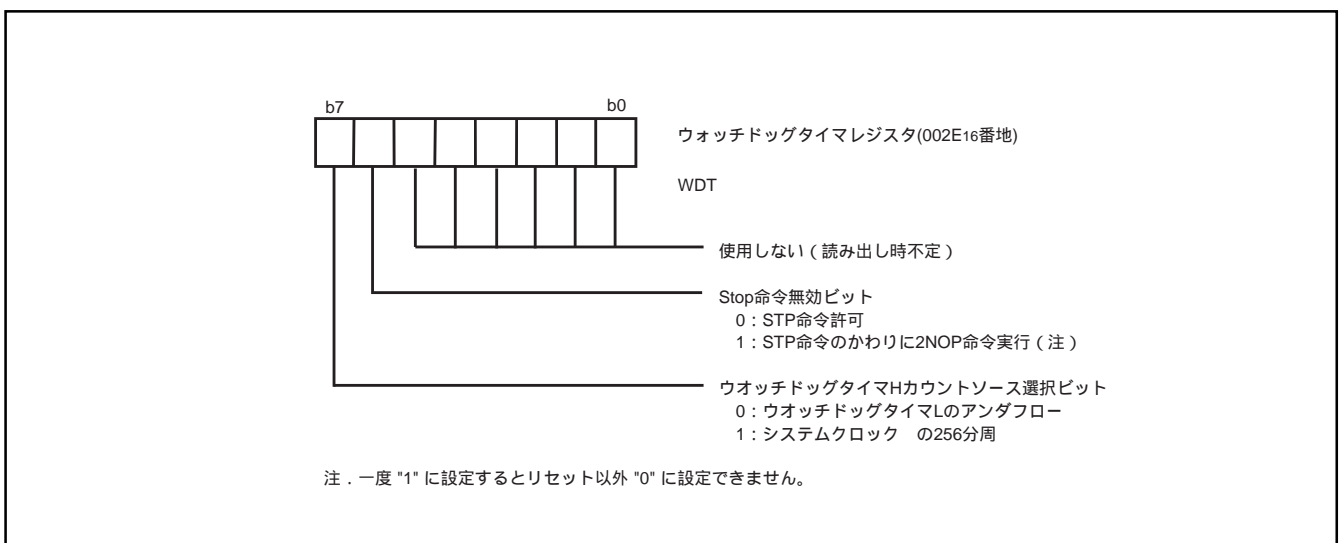 b7 b0
ウォッチドッグタイマレジスタ(002E16番地)
WDT
使用しない（読み出し時不定）
Stop命令無効ビット
0：STP命令許可
1：STP命令のかわりに2NOP命令実行（注）
ウオッチドッグタイマHカウントソース選択ビット
0：ウオッチドッグタイマLのアンダフロー
1：システムクロック　の256分周
注．一度 "1" に設定するとリセット以外 "0" に設定できません。